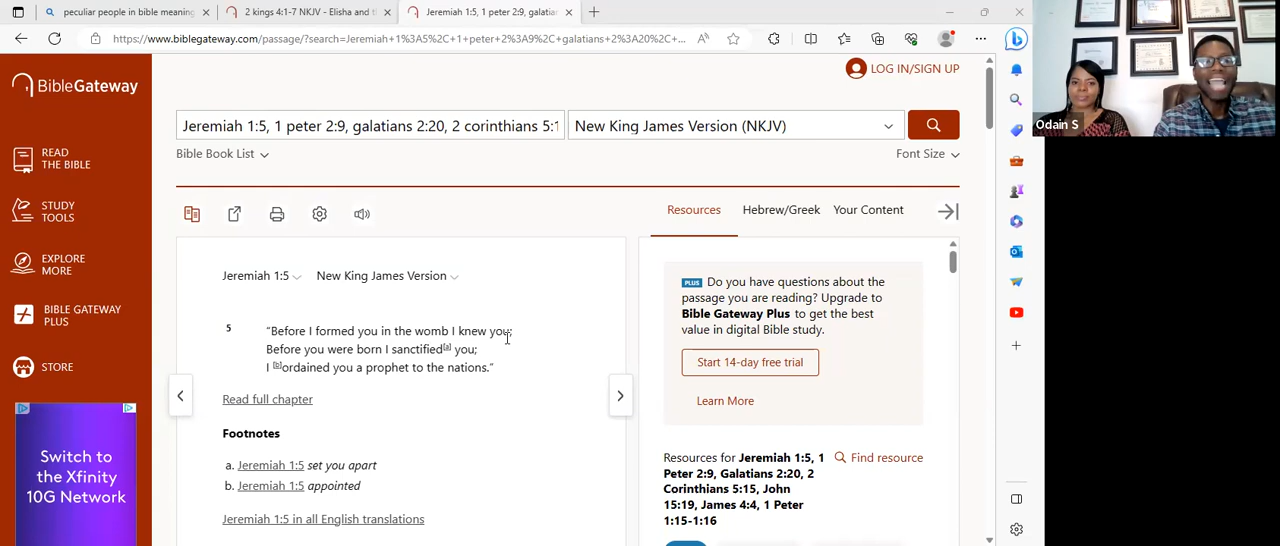 peculiar people in bible meaning
2 kings 4:1-7 NKJV - Elisha and t
Jeremiah 1:5, 1 peter 2:9, galatian
https://www.biblegateway.com/passage/?search=Jeremiah+1%3A5%2C+1+peter+2%3A9%2C+galatians+2%3A20%2C+...
BibleGateway
LOG IN/SIGN UP
Jeremiah 1:5, 1 peter 2:9, galatians 2:20, 2 corinthians 5:1
New King James Version (NKJV)
Bible Book List
Font Size
READ
THE BIBLE
STUDY
TOOLS
EXPLORE
MORE
BIBLE GATEWAY
PLUS
STORE
Switch to
the Xfinity
10G Network
Resources
Hebrew/Greek
Your Content
Jeremiah 1:5
New King James Version
5 “Before I formed you in the womb I knew you;
Before you were born I sanctified[a] you;
I [b]ordained you a prophet to the nations.”
Read full chapter
Footnotes
a. Jeremiah 1:5 set you apart
b. Jeremiah 1:5 appointed
Jeremiah 1:5 in all English translations
PLUS Do you have questions about the
passage you are reading? Upgrade to
Bible Gateway Plus to get the best
value in digital Bible study.
Start 14-day free trial
Learn More
Resources for Jeremiah 1:5, 1
Peter 2:9, Galatians 2:20, 2
Corinthians 5:15, John
15:19, James 4:4, 1 Peter
1:15-1:16
Find resource
Odain S